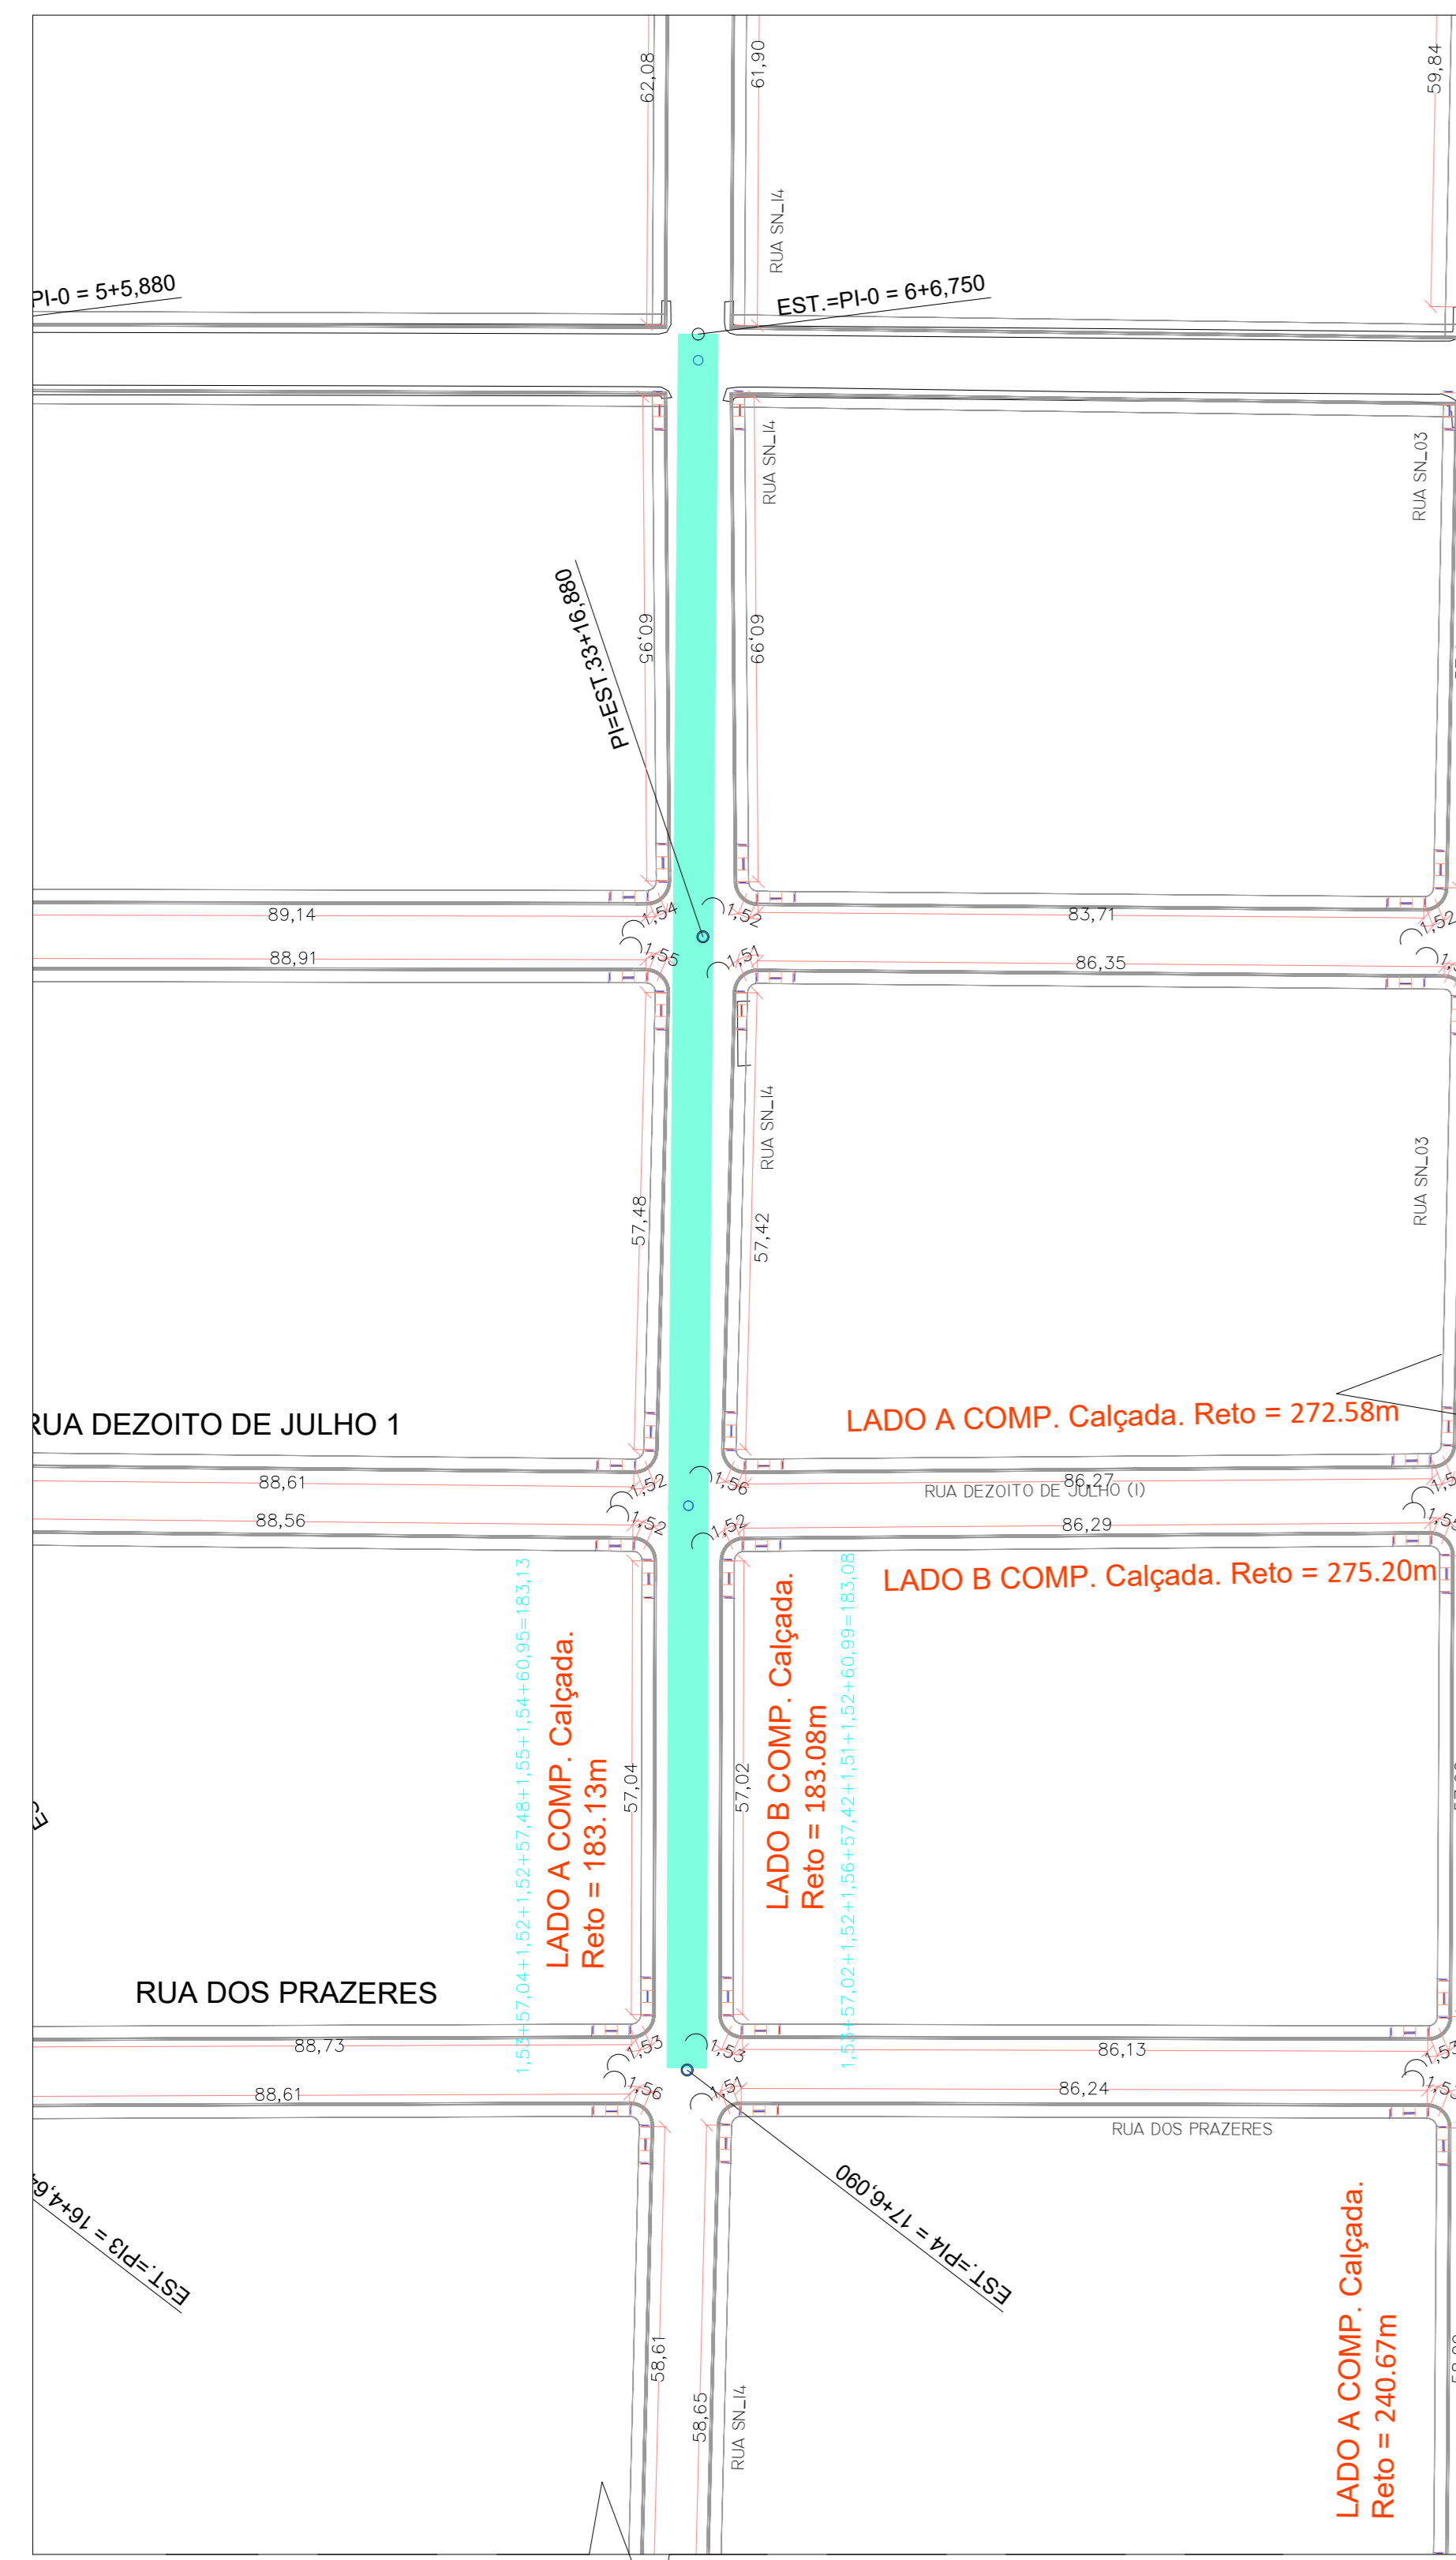 62,08
61,90
59,84
RUA SN_14
PI-0 = 5+5,880
EST.=PI-0 = 6+6,750
RUA SN_14
RUA SN_03
PI=EST.33+16,880
60,95
60,99
89,14
1,54
1,52
83,71
1,52
88,91
1,55
1,51
86,35
RUA SN_14
RUA SN_03
57,48
57,42
RUA DEZOITO DE JULHO 1
LADO A COMP. Calçada. Reto = 272.58m
88,61
1,52
1,56
86,27
RUA DEZOITO DE JULHO (I)
88,56
1,52
1,52
86,29
LADO B COMP. Calçada. Reto = 275.20m
1,53+57,04+1,52+1,52+57,48+1,55+1,54+60,95=183,13
LADO A COMP. Calçada.
Reto = 183.13m
57,04
57,02
LADO B COMP. Calçada.
Reto = 183.08m
1,53+57,02+1,52+1,56+57,42+1,51+1,52+60,99=183,08
RUA DOS PRAZERES
88,73
1,53
1,53
86,13
88,61
1,56
1,51
86,24
RUA DOS PRAZERES
EST.=PI3 = 16+4,64
EST.=PI4 = 17+6,090
58,61
58,65
RUA SN_14
LADO A COMP. Calçada.
Reto = 240.67m